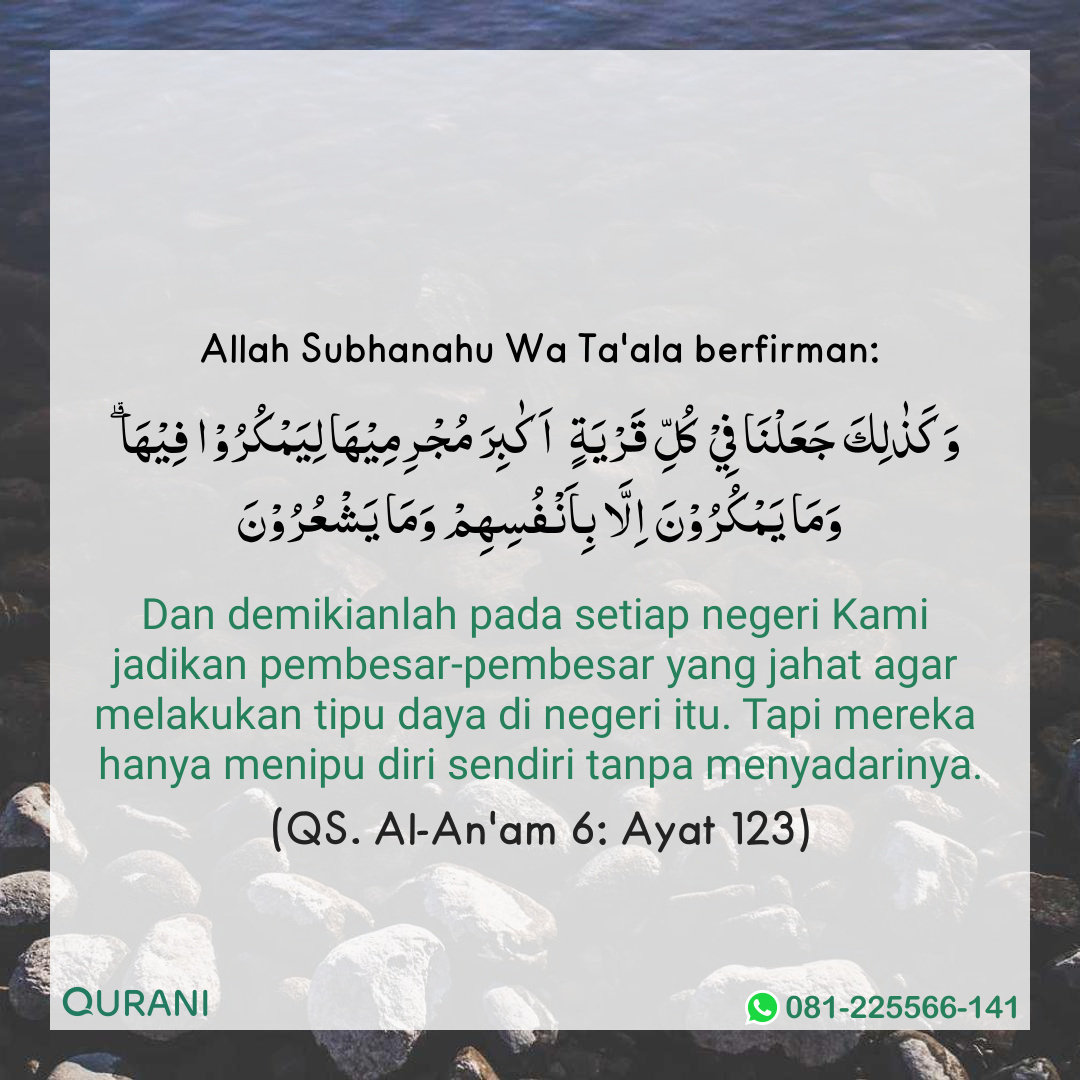 Allah Subhanahu Wa Ta'ala berfirman:
وَكَذٰلِكَ جَعَلْنَا فِيْ كُلِّ قَرْيَةٍ اَكٰبِرَ مُجْرِمِيْهَا لِيَمْكُرُوْا فِيْهَاۗ
وَمَا يَمْكُرُوْنَ اِلَّا بِاَنْفُسِهِمْ وَمَا يَشْعُرُوْنَ
Dan demikianlah pada setiap negeri Kami
jadikan pembesar-pembesar yang jahat agar
melakukan tipu daya di negeri itu. Tapi mereka
hanya menipu diri sendiri tanpa menyadarinya.
(QS. Al-An'am 6: Ayat 123)
QURANI
081-225566-141